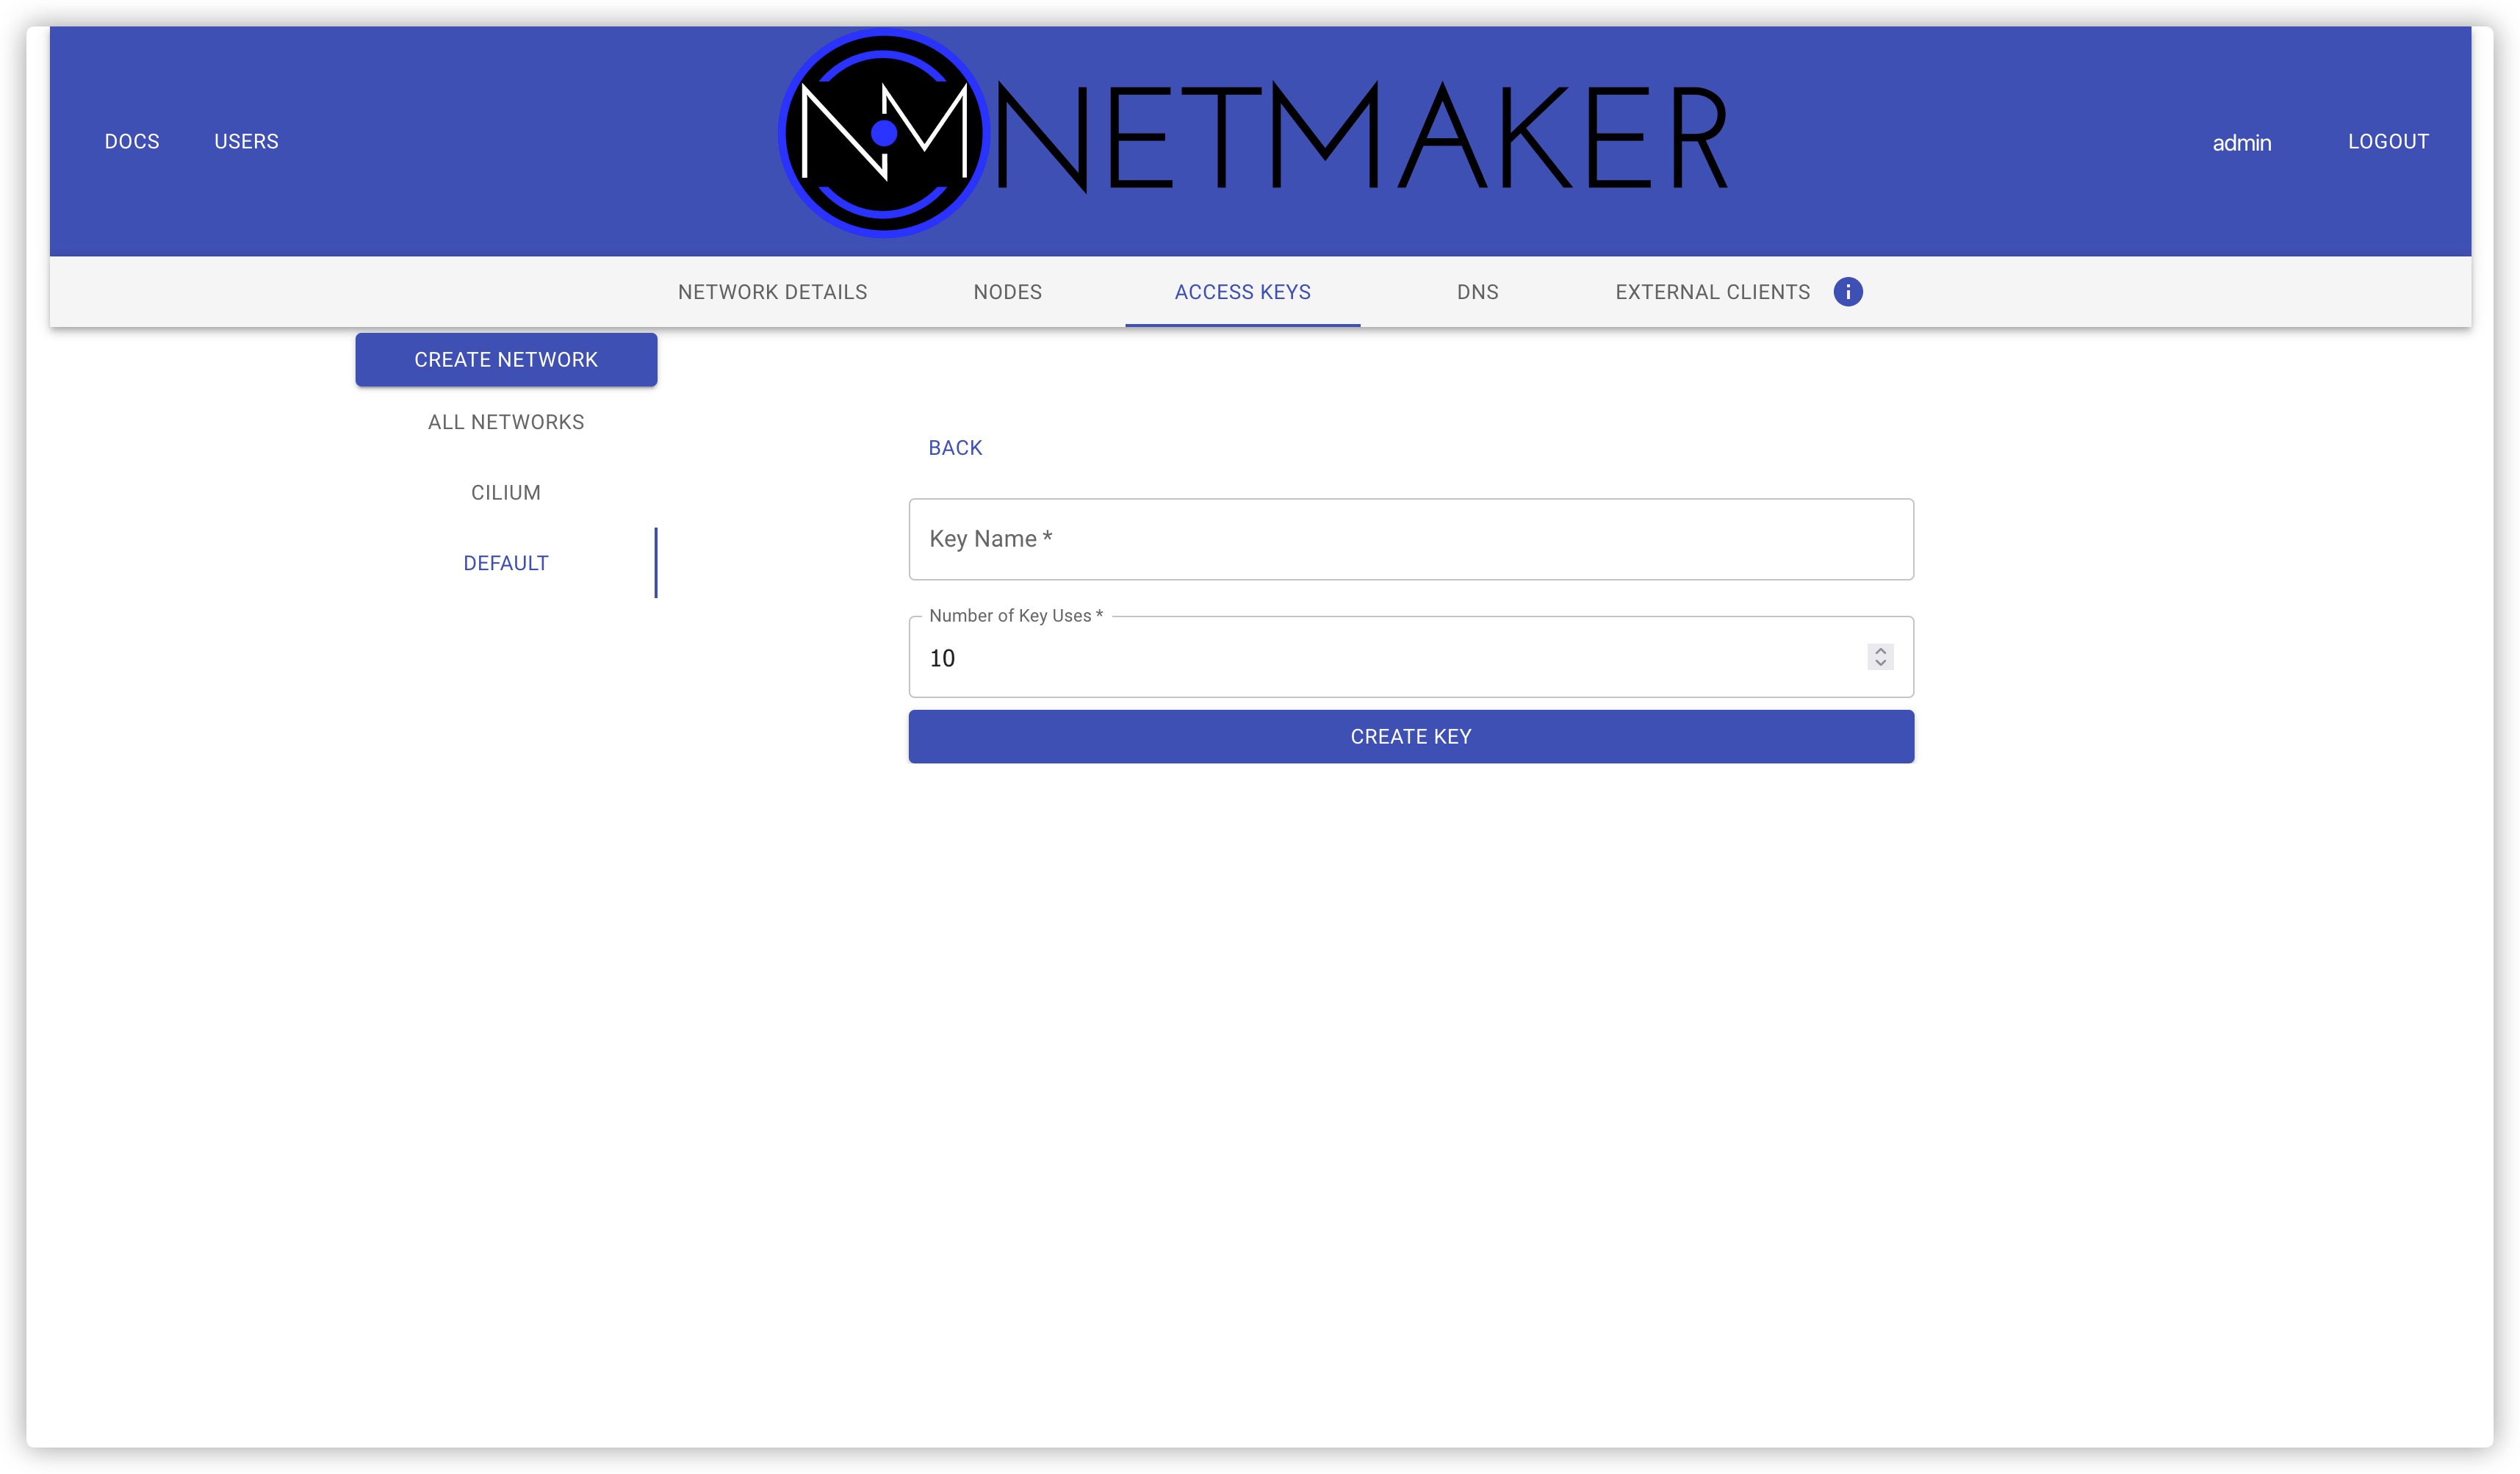 DOCS USERS NM NETMAKER admin LOGOUT
NETWORK DETAILS NODES ACCESS KEYS DNS EXTERNAL CLIENTS i
CREATE NETWORK
ALL NETWORKS
CILIUM
DEFAULT
BACK
Key Name *
Number of Key Uses *
10
CREATE KEY